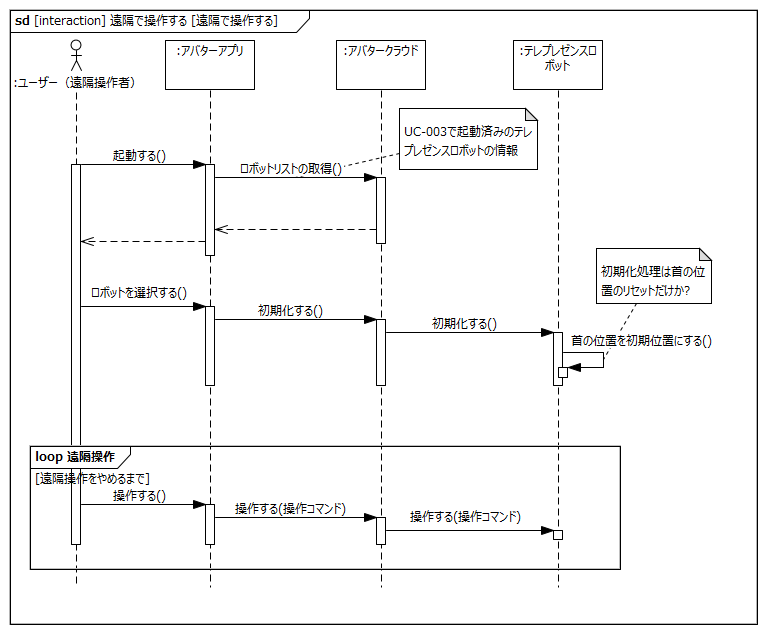 sd [interaction] 遠隔で操作する [遠隔で操作する]
:ユーザー（遠隔操作者）
:アバターアプリ
:アバタークラウド
:テレプレゼンスロ
ボット
UC-003で起動済みのテレ
プレゼンスロボットの情報
起動する()
ロボットリストの取得()
初期化処理は首の位
置のリセットだけか?
ロボットを選択する()
初期化する()
初期化する()
首の位置を初期位置にする()
loop 遠隔操作
[遠隔操作をやめるまで]
操作する()
操作する(操作コマンド)
操作する(操作コマンド)